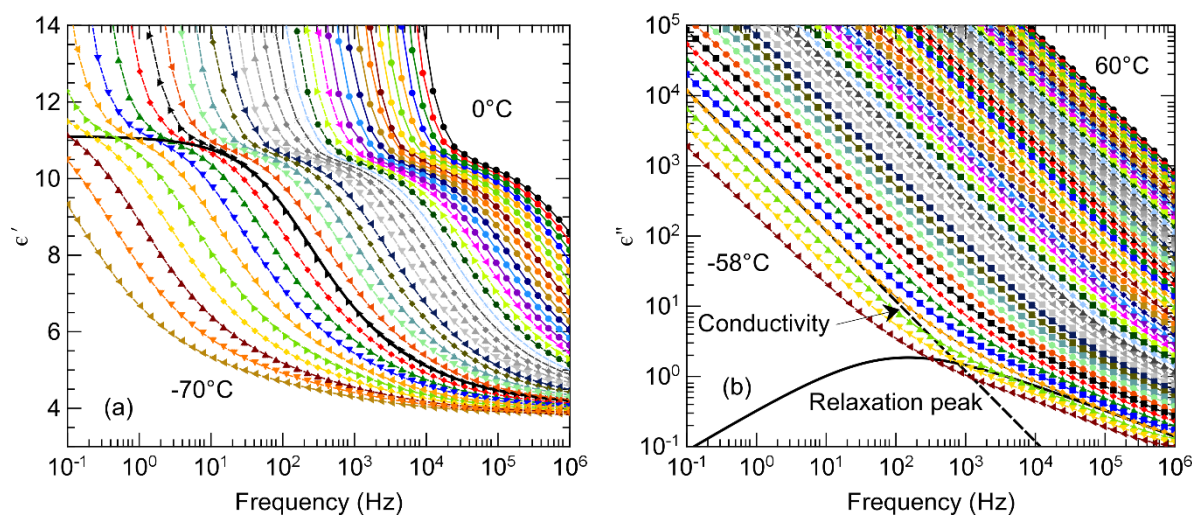 14
12
10
8
6
4
ϵ′
0°C
-70°C
(a)
10⁻¹ 10⁰ 10¹ 10² 10³ 10⁴ 10⁵ 10⁶
Frequency (Hz)
10⁵
10⁴
10³
10²
10¹
10⁰
10⁻¹
ϵ″
60°C
-58°C
Conductivity
(b)
Relaxation peak
10⁻¹ 10⁰ 10¹ 10² 10³ 10⁴ 10⁵ 10⁶
Frequency (Hz)